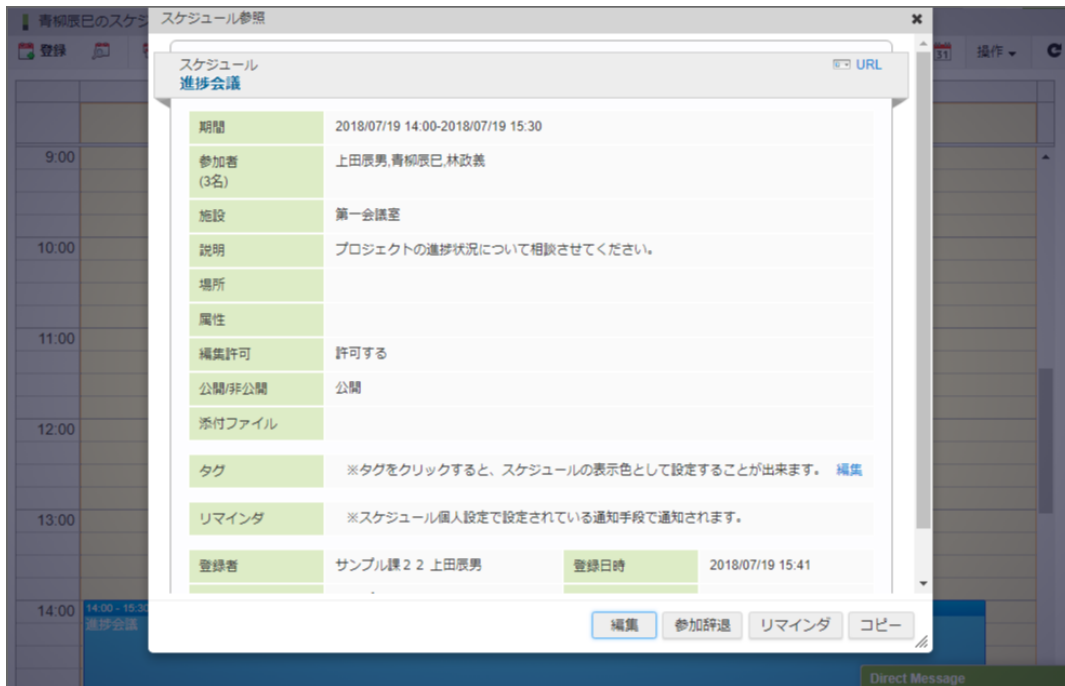 青柳辰巳のスケジ
スケジュール参照
登録
31
操作
スケジュール
URL
進捗会議
期間
2018/07/19 14:00-2018/07/19 15:30
9:00
参加者
(3名)
上田辰男,青柳辰巳,林政義
施設
第一会議室
10:00
説明
プロジェクトの進捗状況について相談させてください。
場所
属性
11:00
編集許可
許可する
公開/非公開
公開
添付ファイル
12:00
タグ
※タグをクリックすると、スケジュールの表示色として設定することが出来ます。 編集
13:00
リマインダ
※スケジュール個人設定で設定されている通知手段で通知されます。
登録者
サンプル課22 上田辰男
登録日時
2018/07/19 15:41
14:00
14:00 - 15:30
進捗会議
編集
参加辞退
リマインダ
コピー
Direct Message